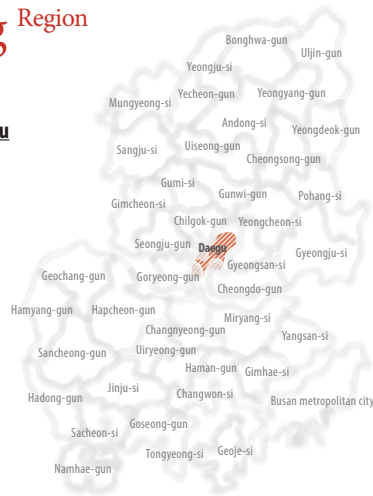 g Region
u
Bonghwa-gun
Uljin-gun
Yeongju-si
Yecheon-gun
Yeongyang-gun
Mungyeong-si
Andong-si
Yeongdeok-gun
Sangju-si
Uiseong-gun
Cheongsong-gun
Gumi-si
Gunwi-gun
Pohang-si
Gimcheon-si
Chilgok-gun
Yeongcheon-si
Seongju-gun
Daegu
Gyeongju-si
Gyeongsan-si
Geochang-gun
Goryeong-gun
Cheongdo-gun
Hamyang-gun
Hapcheon-gun
Miryang-si
Changnyeong-gun
Yangsan-si
Sancheong-gun
Uiryeong-gun
Haman-gun
Gimhae-si
Jinju-si
Changwon-si
Hadong-gun
Busan metropolitan city
Goseong-gun
Sacheon-si
Tongyeong-si
Geoje-si
Namhae-gun